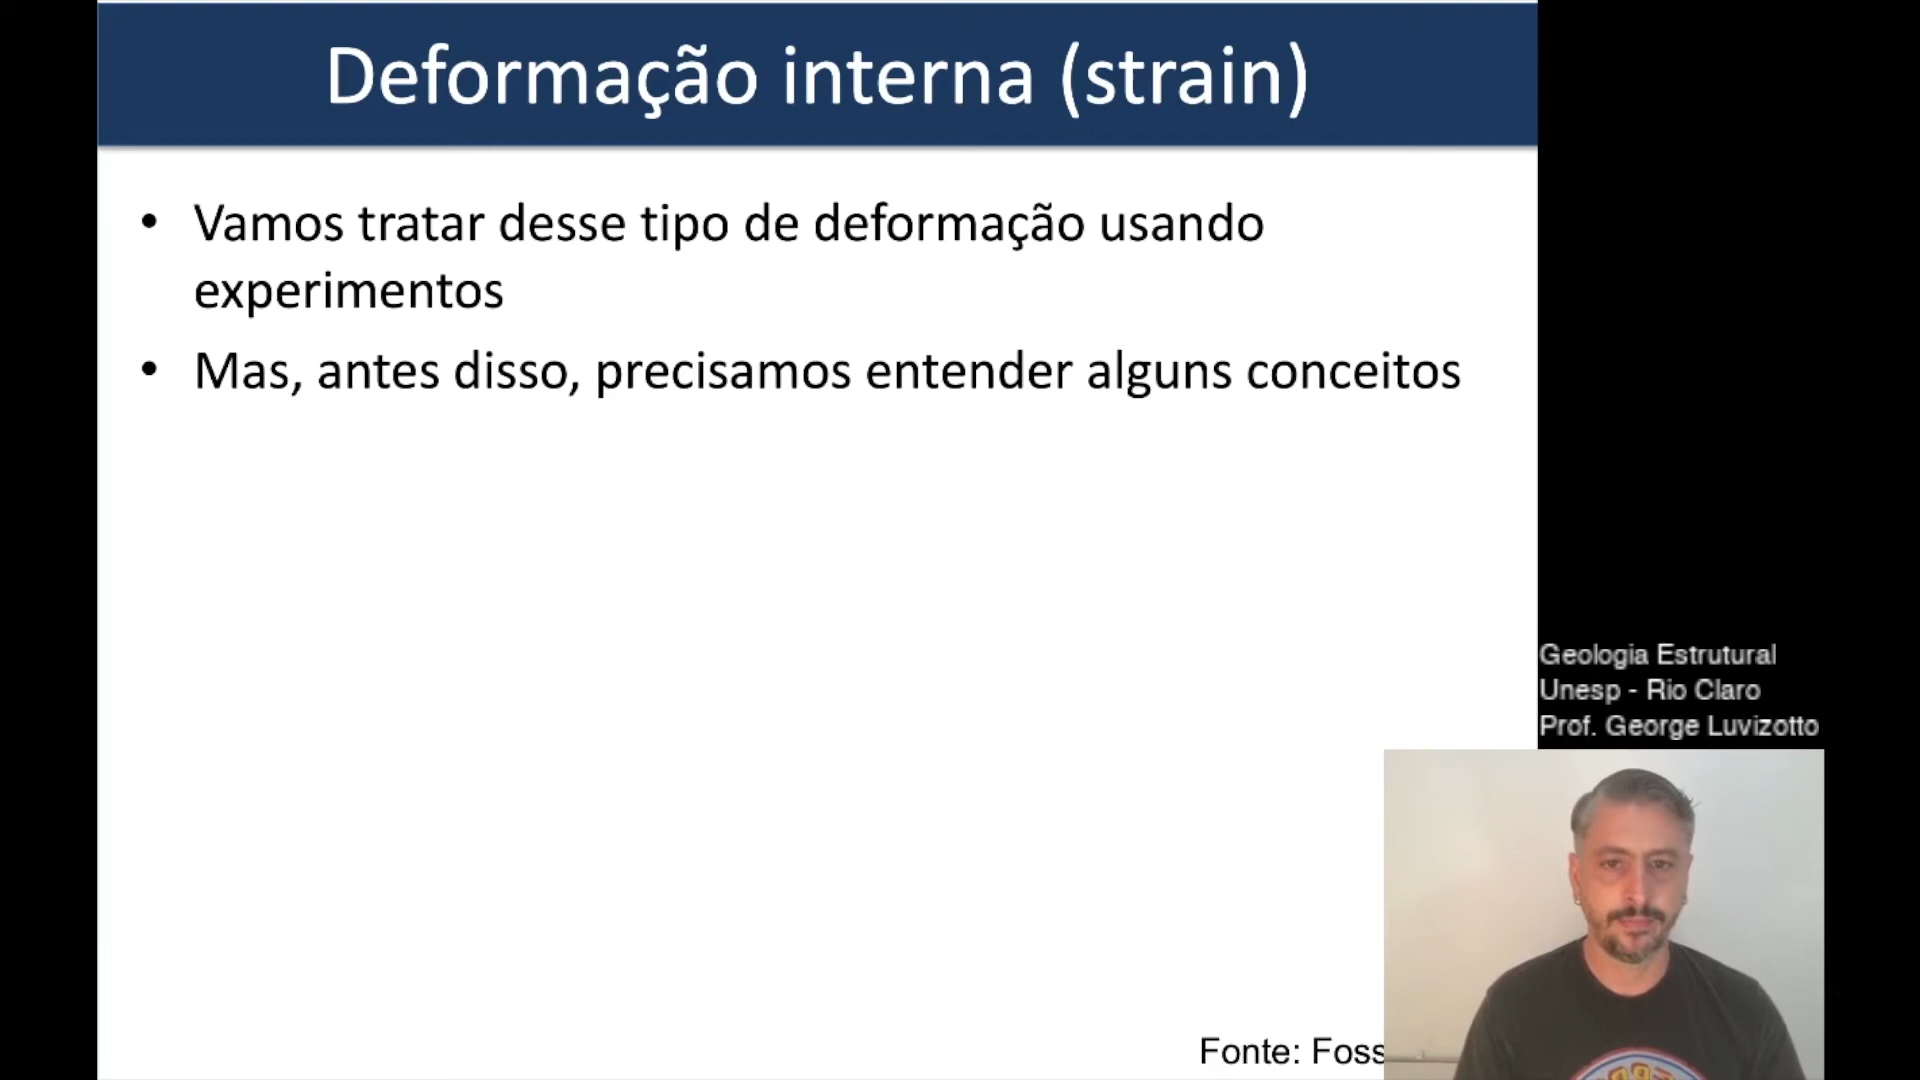 Deformação interna (strain)
• Vamos tratar desse tipo de deformação usando
experimentos
• Mas, antes disso, precisamos entender alguns conceitos
Geologia Estrutural
Unesp - Rio Claro
Prof. George Luvizotto
Fonte: Foss